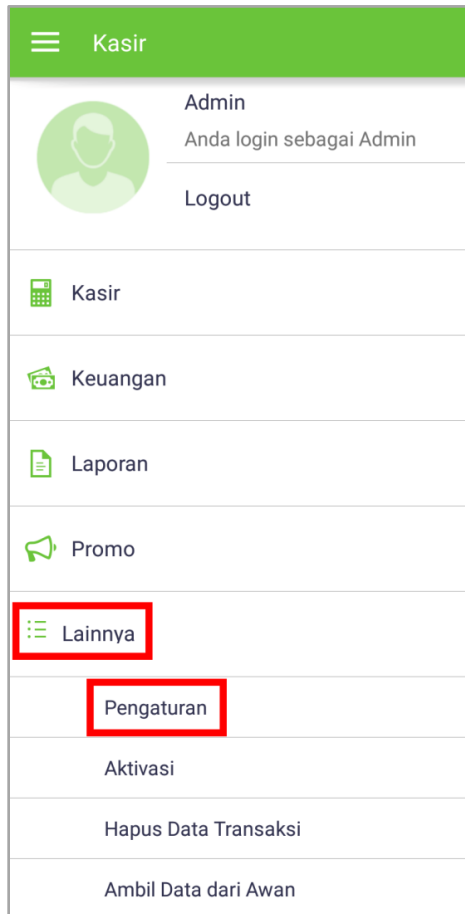 Kasir
Admin
Anda login sebagai Admin
Logout
Kasir
Keuangan
Laporan
Promo
Lainnya
Pengaturan
Aktivasi
Hapus Data Transaksi
Ambil Data dari Awan